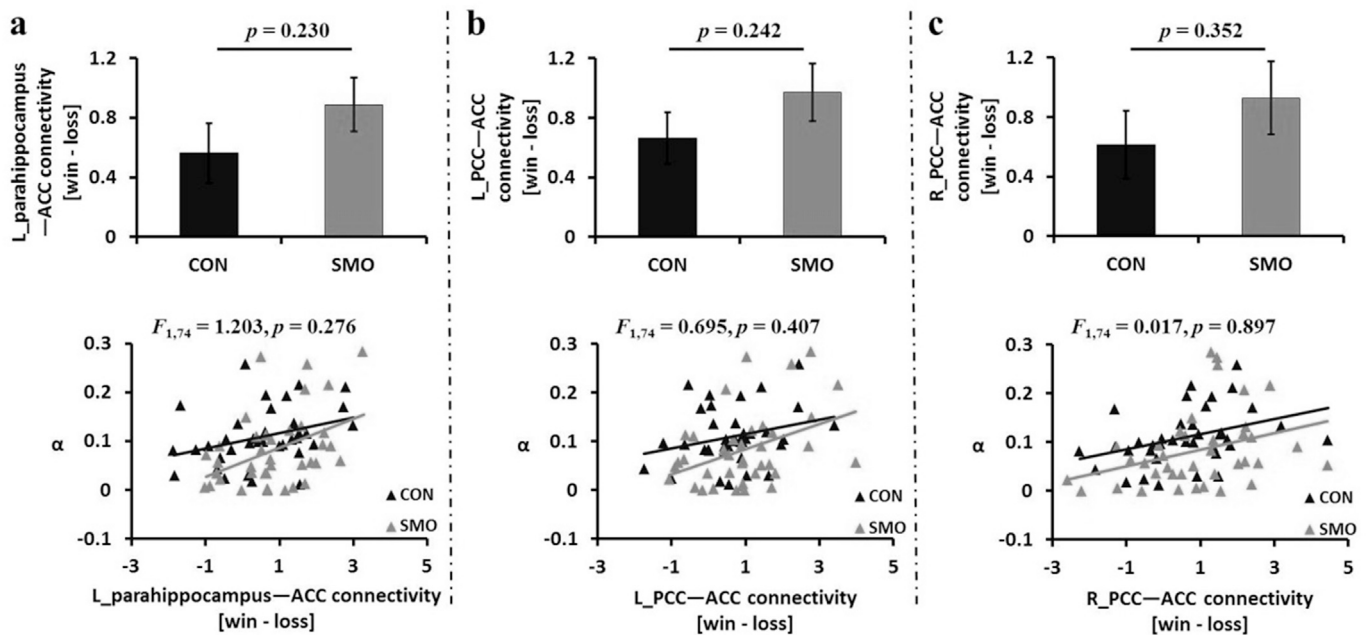 a
p = 0.230
L_parahippocampus
—ACC connectivity
[win - loss]
1.2
0.8
0.4
0
CON
SMO
F1,74 = 1.203, p = 0.276
α
0.3
0.2
0.1
0
-0.1
CON
SMO
-3
-1
1
3
5
L_parahippocampus—ACC connectivity
[win - loss]
b
p = 0.242
L_PCC—ACC
connectivity
[win - loss]
1.2
0.8
0.4
0
CON
SMO
F1,74 = 0.695, p = 0.407
α
0.3
0.2
0.1
0
-0.1
CON
SMO
-3
-1
1
3
5
L_PCC—ACC connectivity
[win - loss]
c
p = 0.352
R_PCC—ACC
connectivity
[win - loss]
1.2
0.8
0.4
0
CON
SMO
F1,74 = 0.017, p = 0.897
α
0.3
0.2
0.1
0
-0.1
CON
SMO
-3
-1
1
3
5
R_PCC—ACC connectivity
[win - loss]